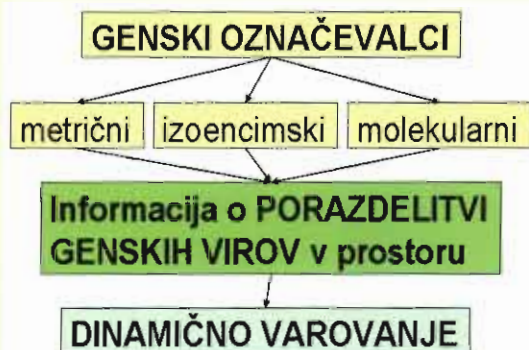 GENSKI OZNAČEVALCI
metrični izoencimski molekularni
Informacija o PORAZDELITVI
GENSKIH VIROV v prostoru
DINAMIČNO VAROVANJE